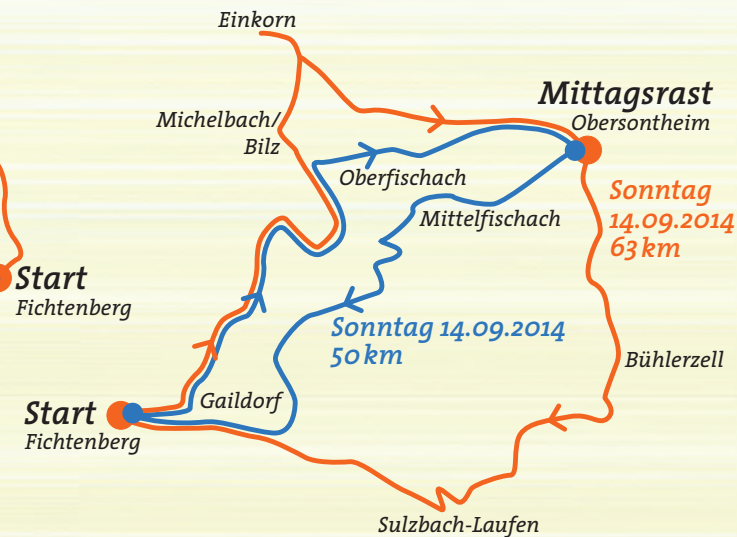 Einkorn
Michelbach/
Bilz
Mittagsrast
Obersontheim
Oberfischach
Mittelfischach
Sonntag
14.09.2014
63 km
Start
Fichtenberg
Sonntag 14.09.2014
50 km
Bühlerzell
Gaildorf
Start
Fichtenberg
Sulzbach-Laufen